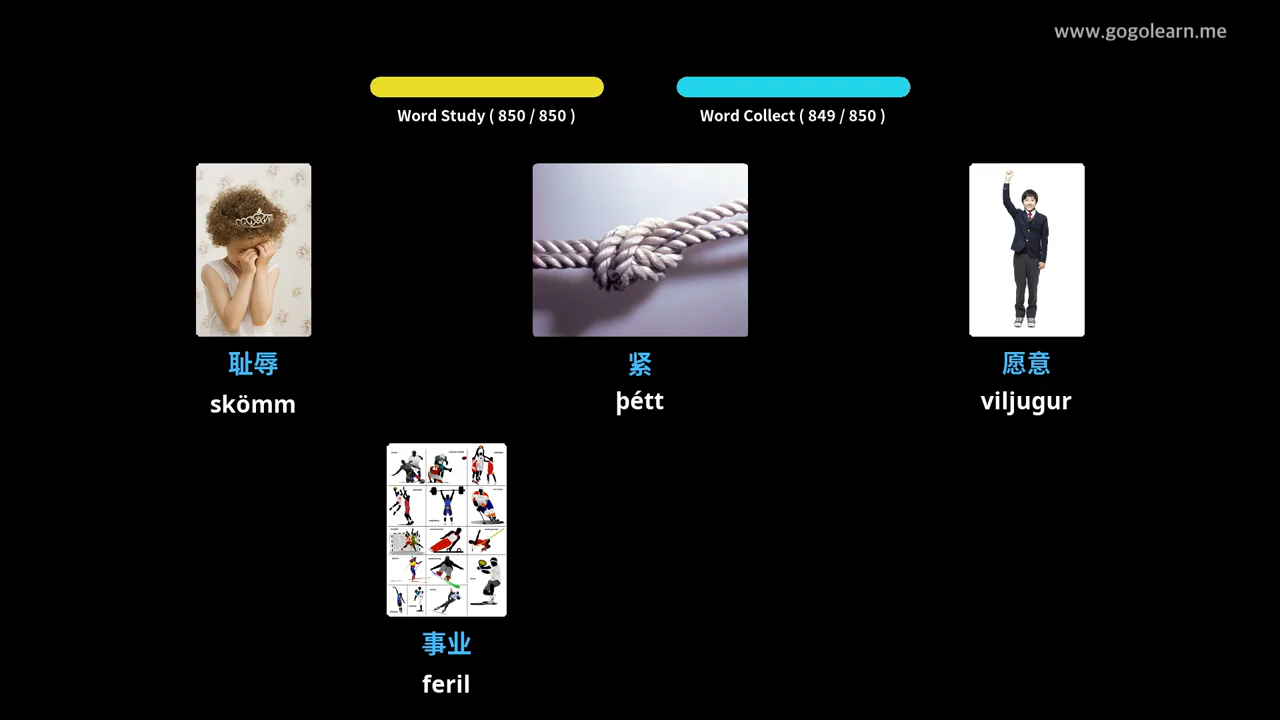 www.gogolearn.me
Word Study ( 850 / 850 )
Word Collect ( 849 / 850 )
耻辱
skömm
紧
þétt
愿意
viljugur
事业
feril